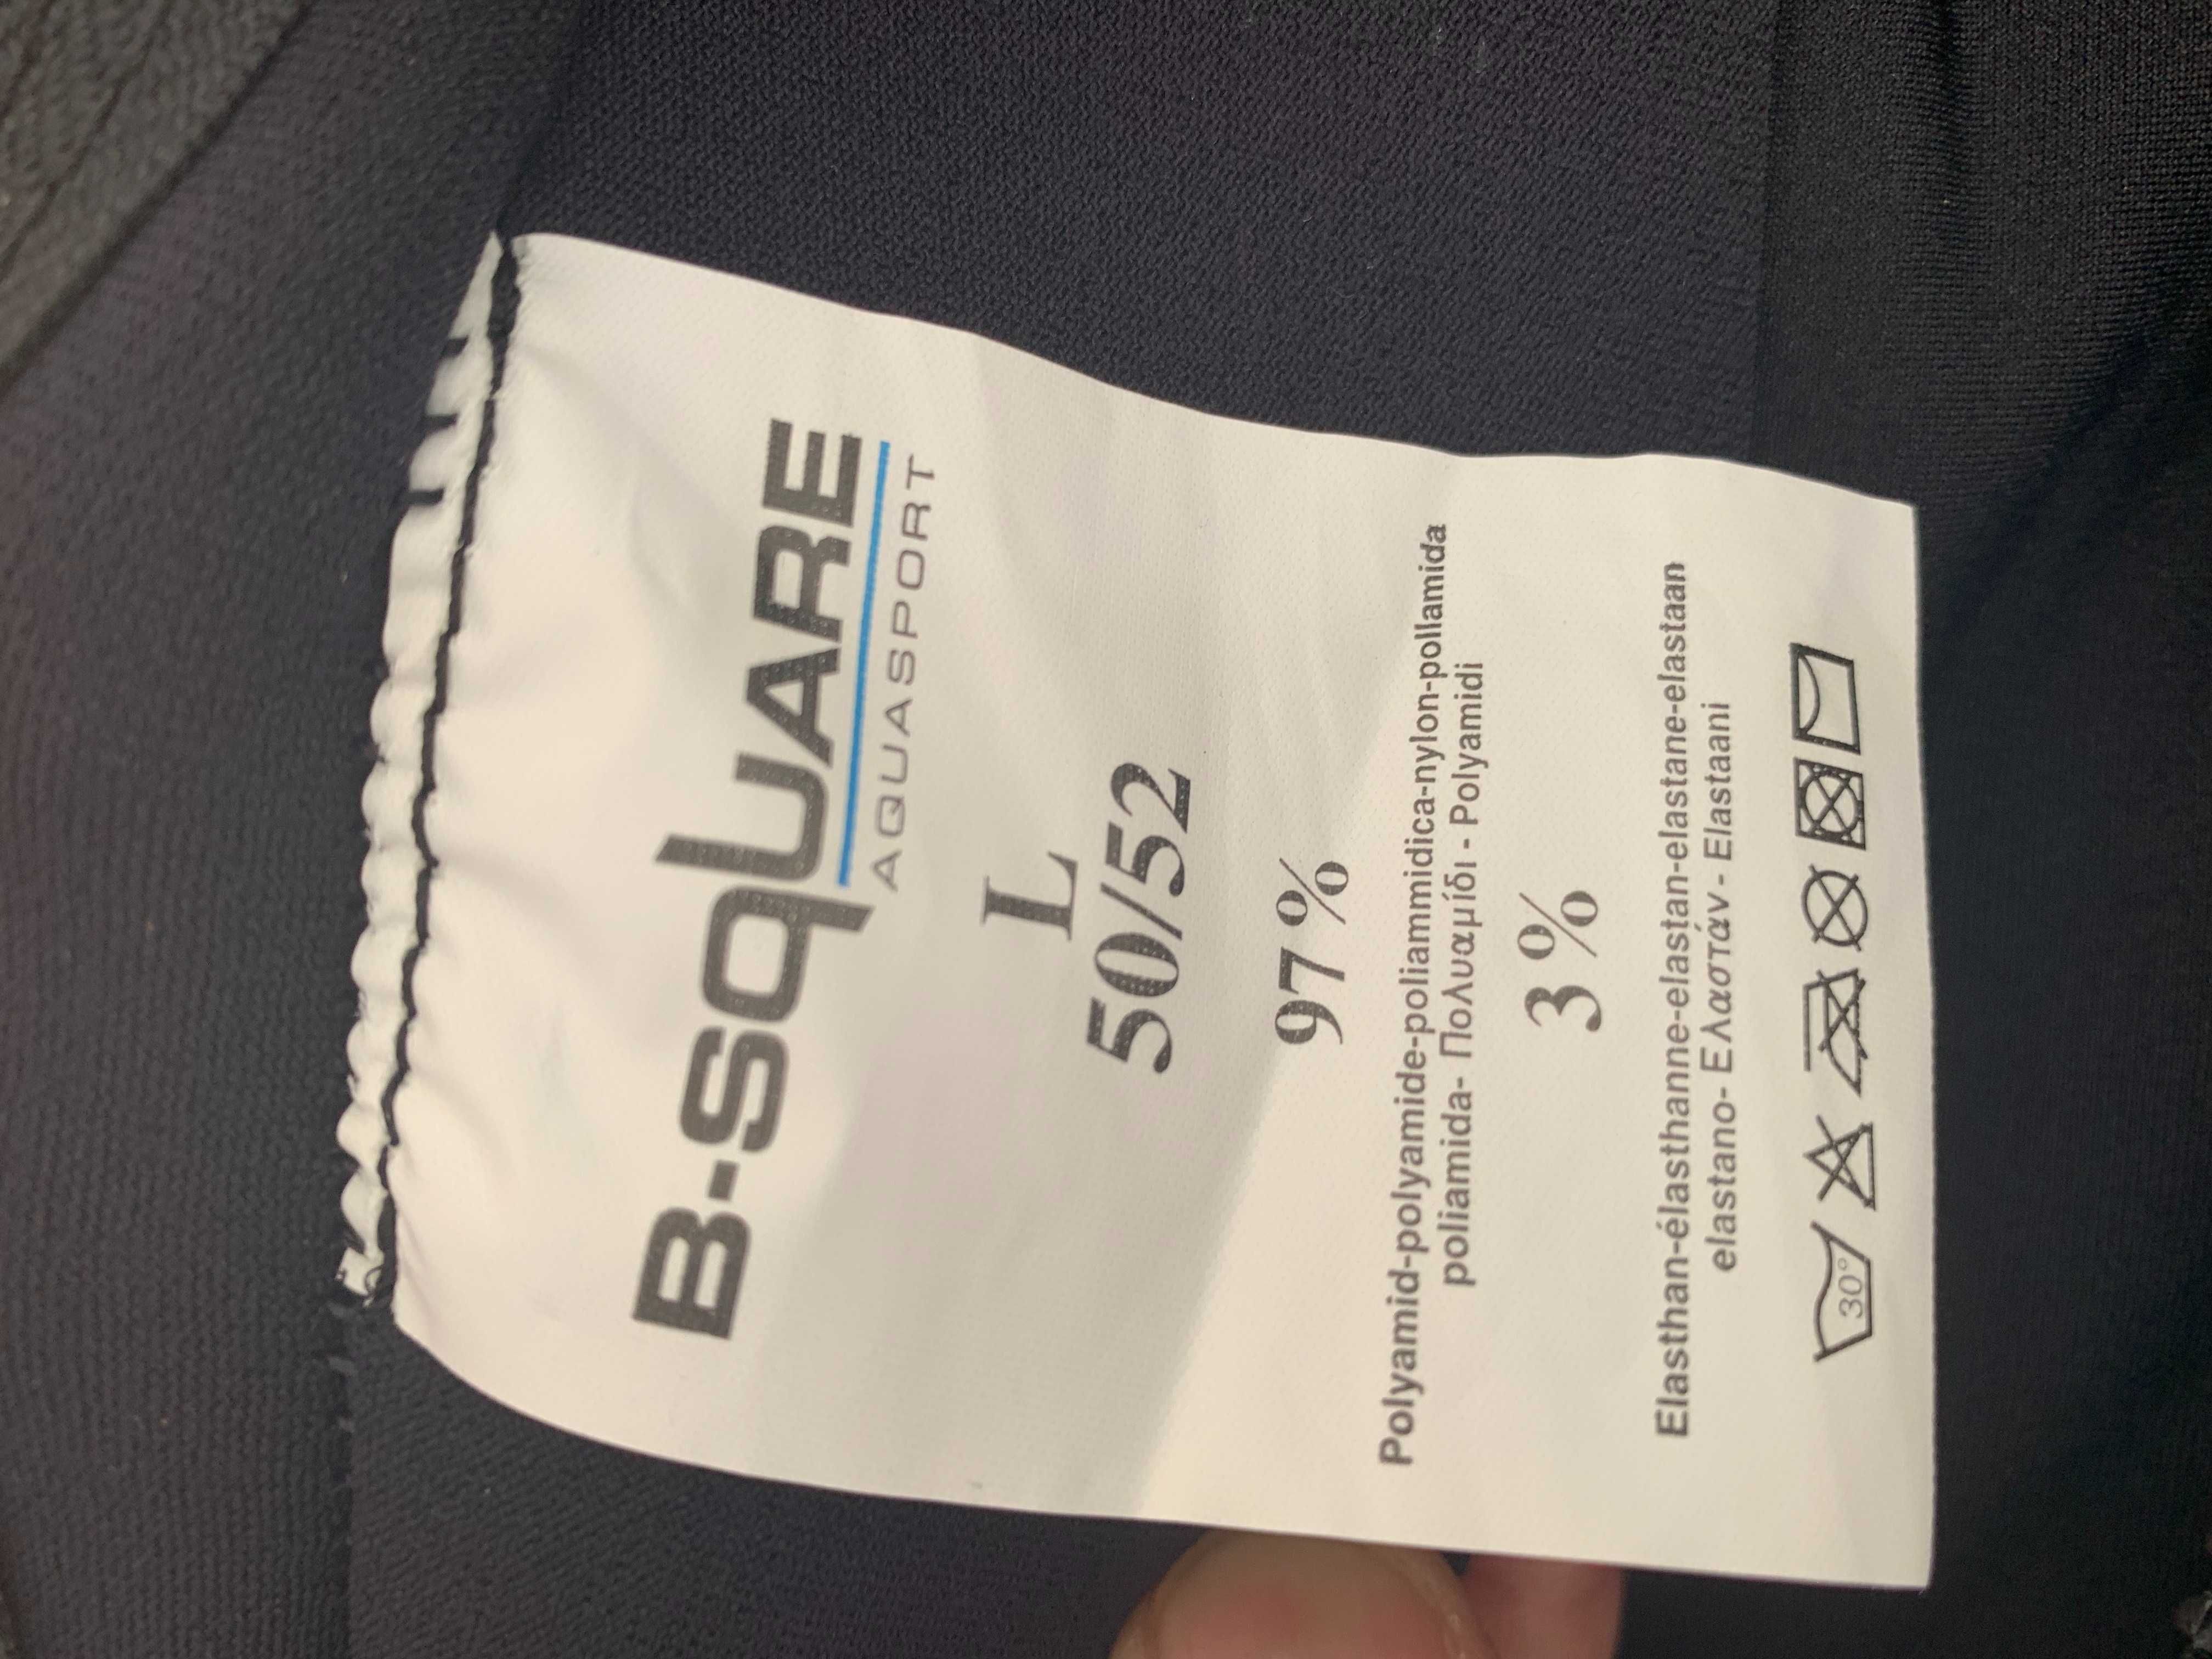 B-SQUARE
AQUASPORT
L
50/52
97%
Polyamid-polyamide-poliammidica-nylon-pollamida
poliamida- Πολυαμίδι - Polyamidi
3%
Elasthan-élasthanne-elastan-elastane-elastaan
elastano- Ελαστάν - Elastaani
30°